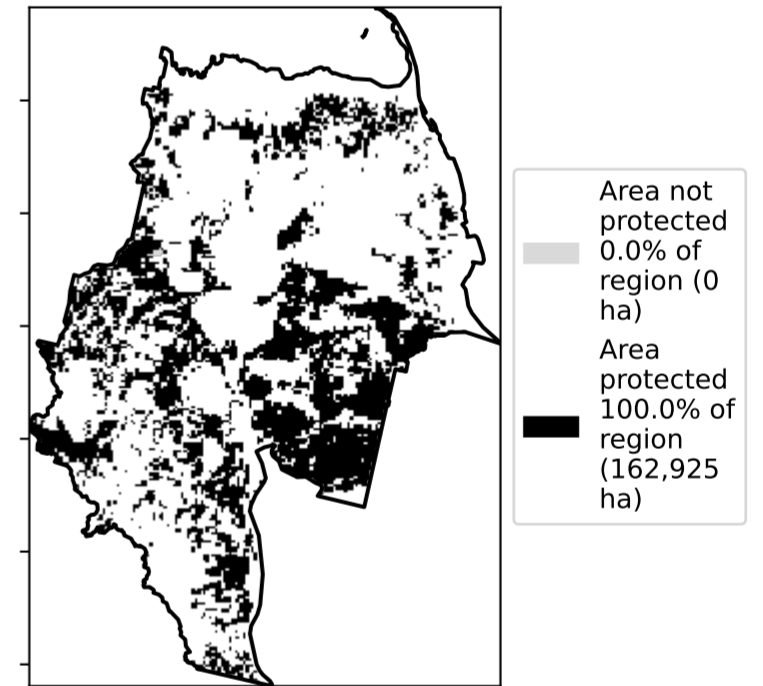 Area not
protected
0.0% of
region (0
ha)
Area
protected
100.0% of
region
(162,925
ha)